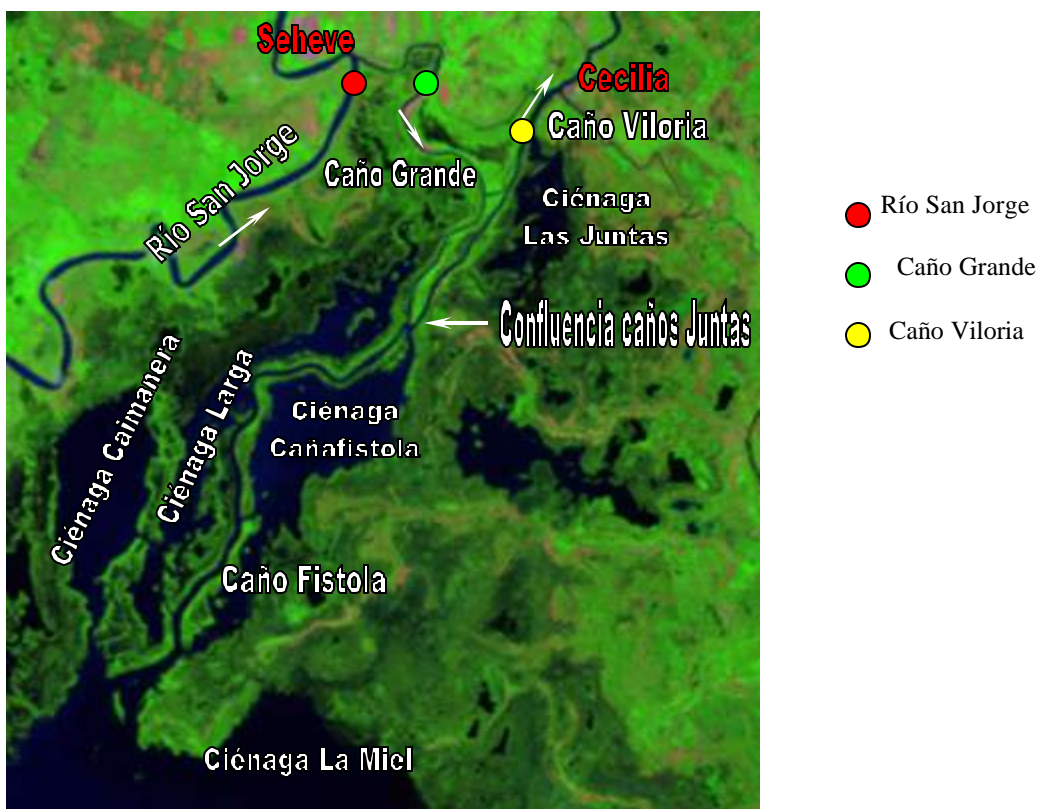 Seheve
Cecilia
Caño Viloria
Río San Jorge
Caño Grande
Ciénaga
Las Juntas
Confluencia caños Juntas
Ciénaga Caimanera
Ciénaga Larga
Ciénaga
Cañafistola
Caño Fistola
Ciénaga La Miel
Río San Jorge
Caño Grande
Caño Viloria